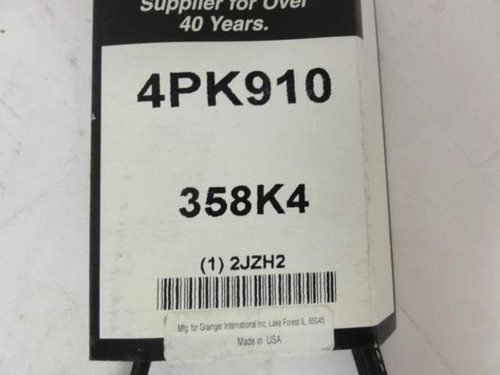 Supplier for Over
40 Years.
4PK910
358K4
(1) 2JZH2
Mfg. for Grainger International Inc, Lake Forest IL, 60045
Made in USA